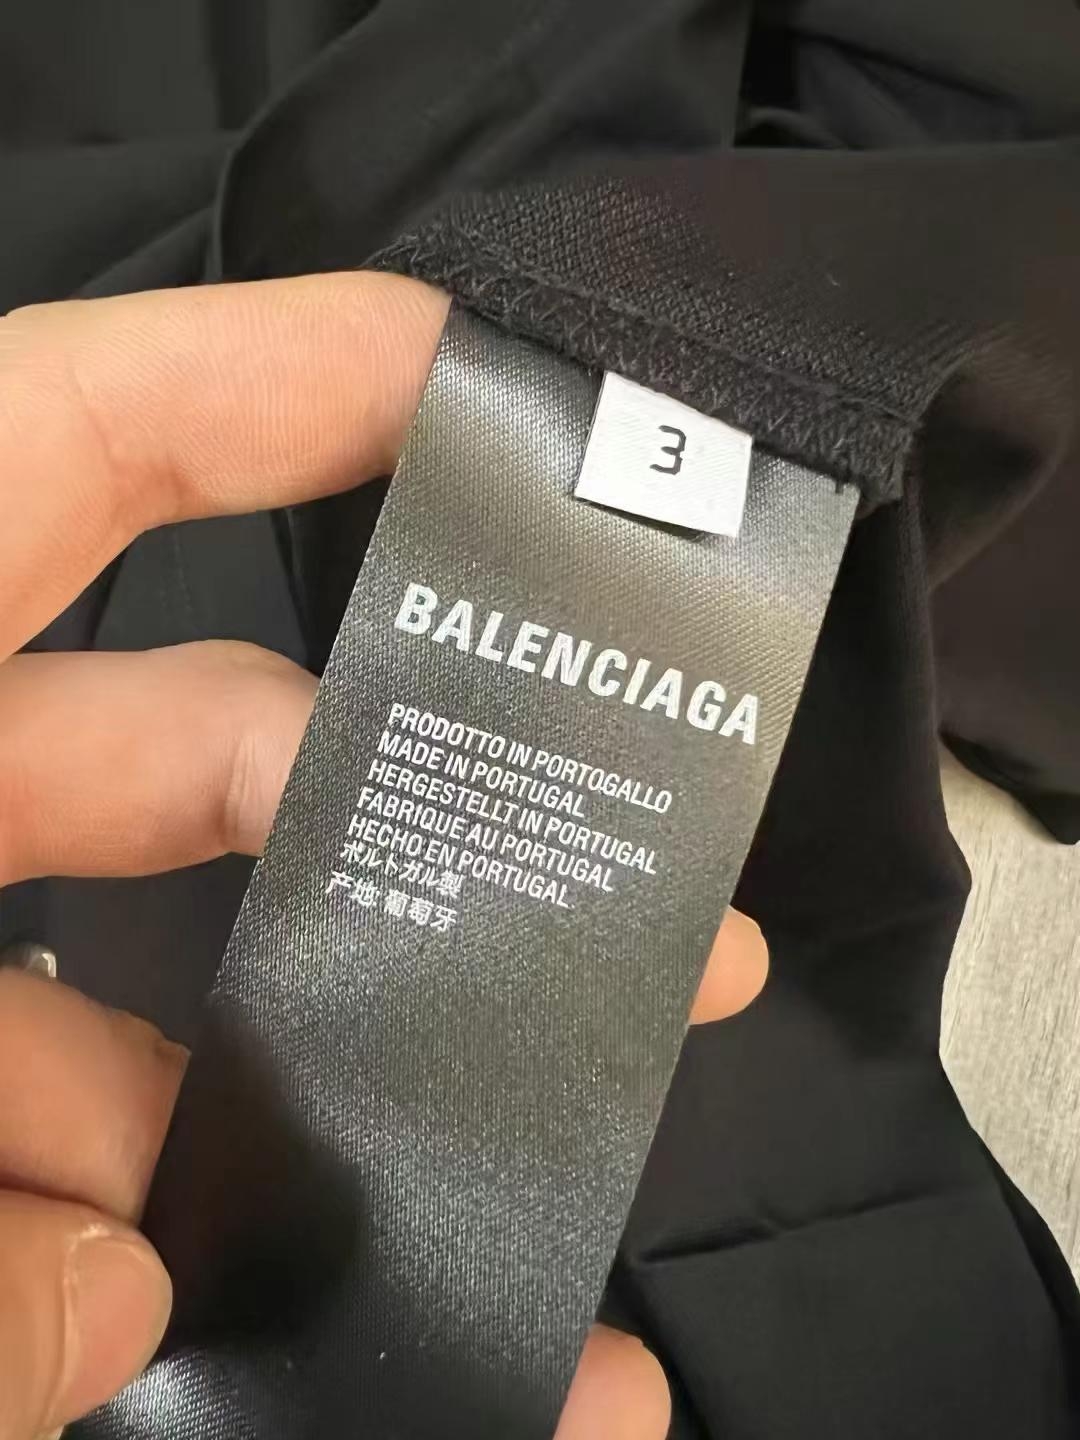 3
BALENCIAGA
PRODOTTO IN PORTOGALLO
MADE IN PORTUGAL
HERGESTELLT IN PORTUGAL
FABRIQUE AU PORTUGAL
HECHO EN PORTUGAL
ポルトガル製
产地: 葡萄牙